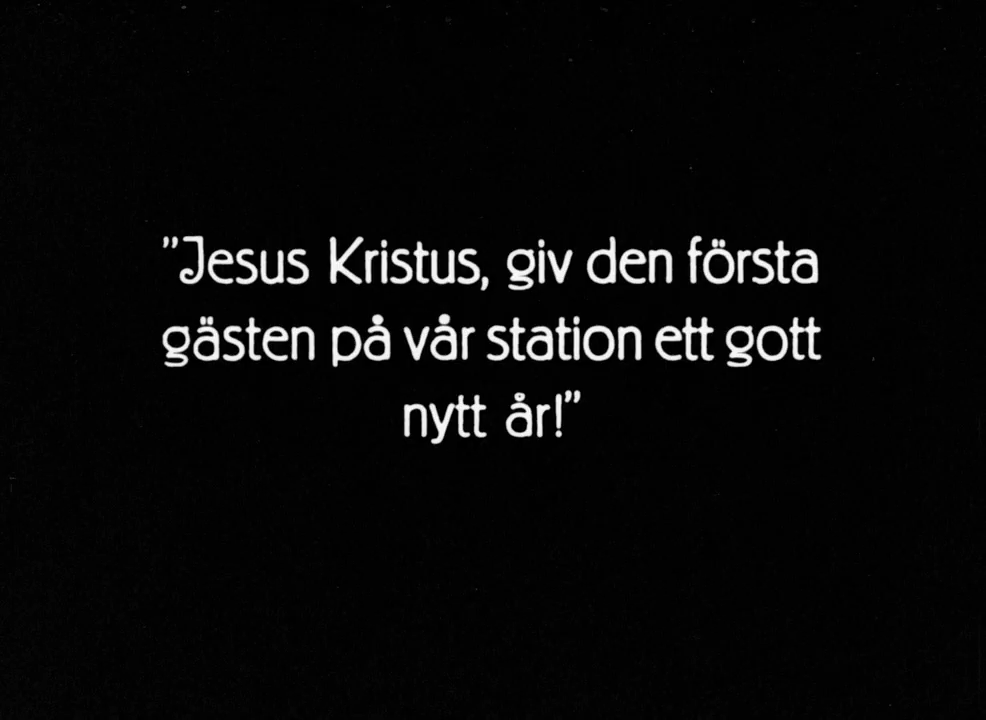 ”Jesus Kristus, giv den första
gästen på vår station ett gott
nytt år!”